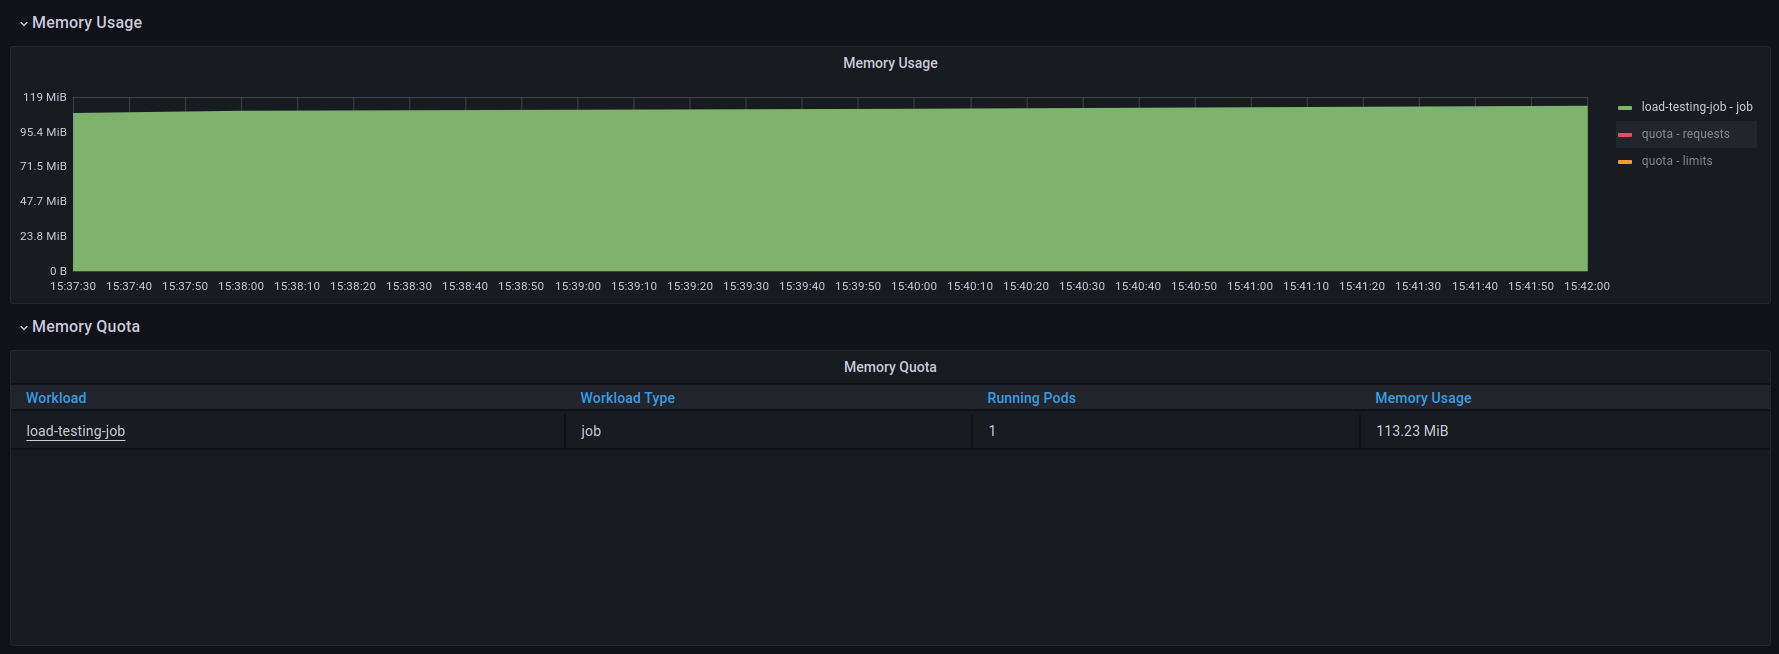 Memory Usage
Memory Usage
119 MiB
95.4 MiB
71.5 MiB
47.7 MiB
23.8 MiB
0 B
15:37:30 15:37:40 15:37:50 15:38:00 15:38:10 15:38:20 15:38:30 15:38:40 15:38:50 15:39:00 15:39:10 15:39:20 15:39:30 15:39:40 15:39:50 15:40:00 15:40:10 15:40:20 15:40:30 15:40:40 15:40:50 15:41:00 15:41:10 15:41:20 15:41:30 15:41:40 15:41:50 15:42:00
load-testing-job - job
quota - requests
quota - limits
Memory Quota
Memory Quota
Workload Workload Type Running Pods Memory Usage
load-testing-job job 1 113.23 MiB